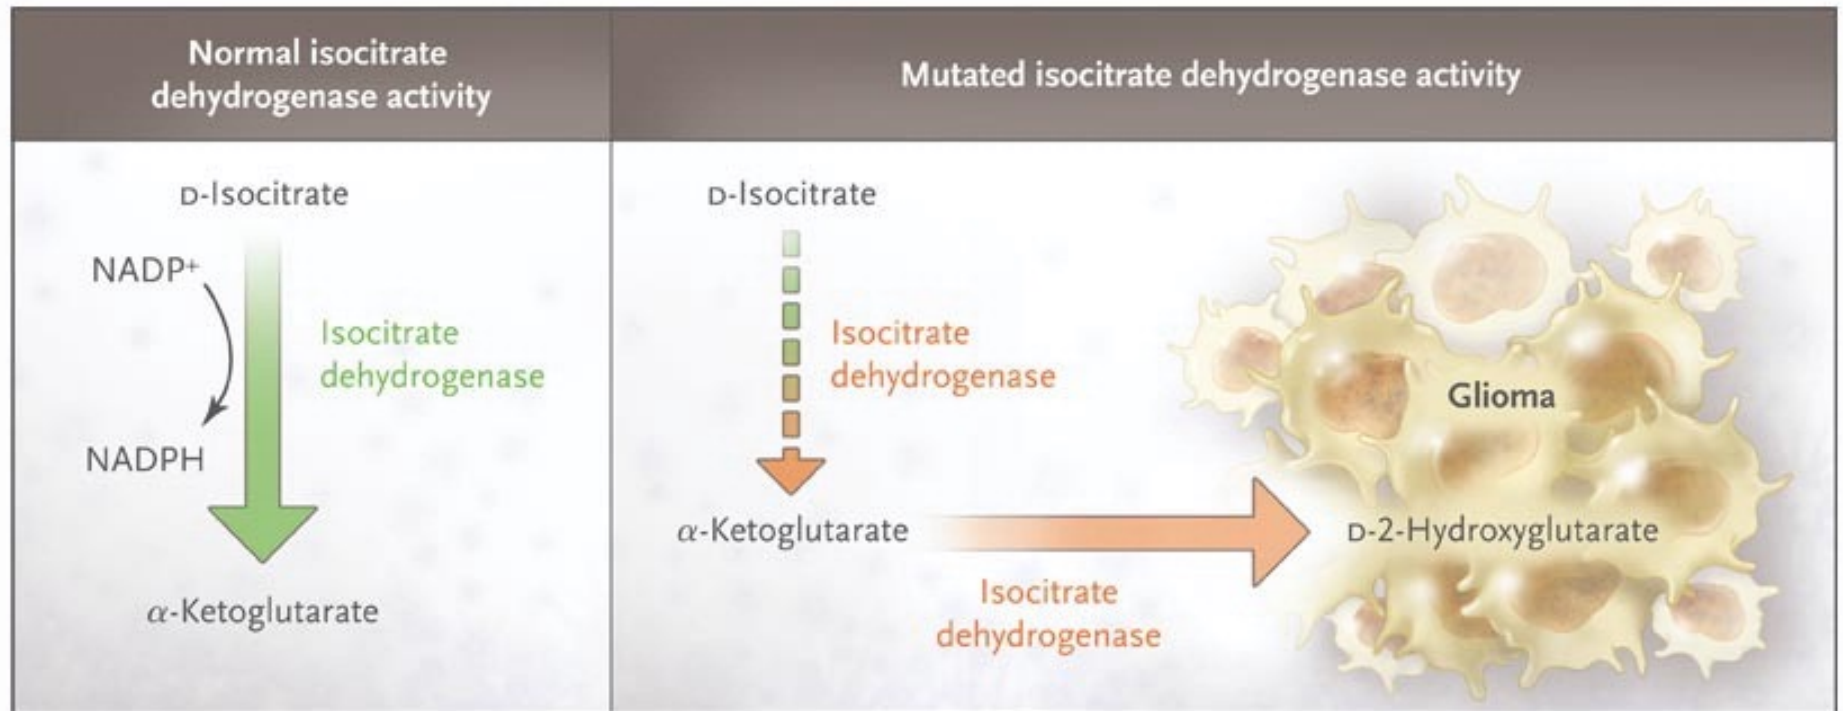 Normal isocitrate
dehydrogenase activity
Mutated isocitrate dehydrogenase activity
D-Isocitrate
NADP⁺
Isocitrate
dehydrogenase
NADPH
α-Ketoglutarate
D-Isocitrate
Isocitrate
dehydrogenase
α-Ketoglutarate
Isocitrate
dehydrogenase
Glioma
D-2-Hydroxyglutarate